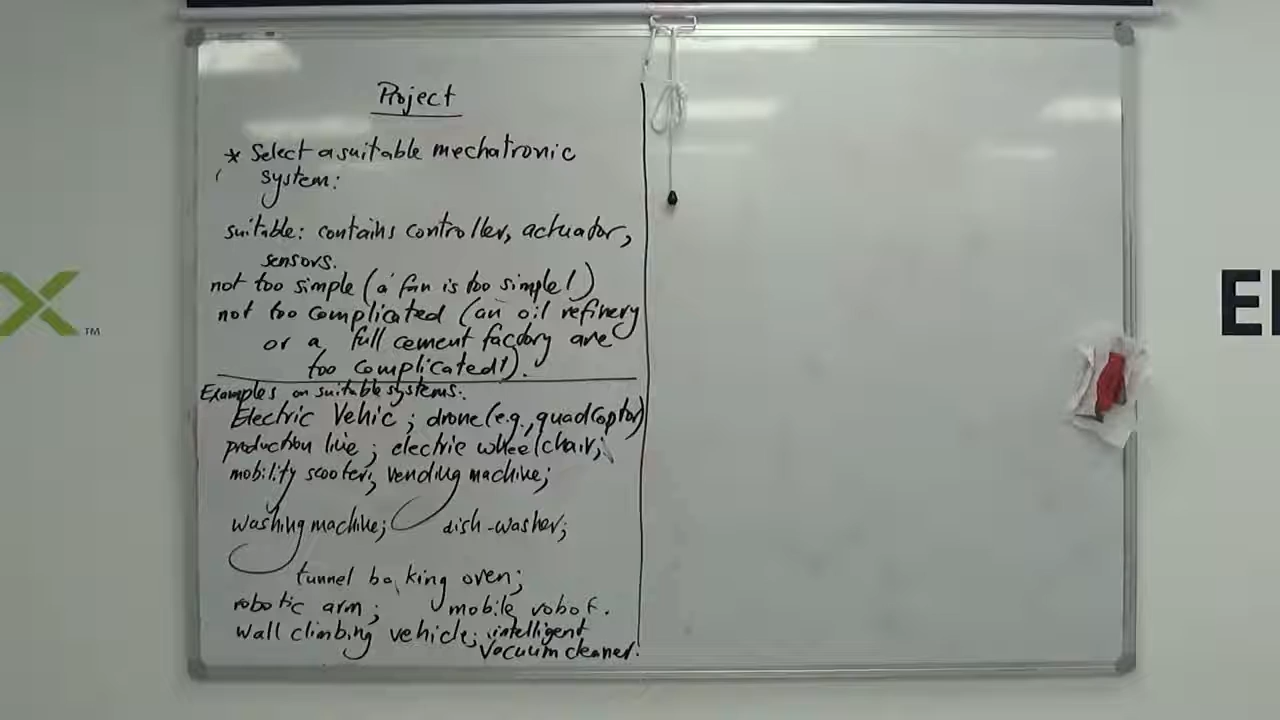 Project
* Select a suitable mechatronic
system:
suitable: contains controller, actuator,
sensors.
not too simple (a fan is too simple!)
not too complicated (an oil refinery
or a full cement factory are
too complicated!).
Examples on suitable systems:
Electric Vehic; drone (e.g., quadcoptor)
production line; electric wheelchair;
mobility scooter; vending machine;
washing machine; dish-washer;
tunnel baking oven;
robotic arm; mobile robot.
wall climbing vehicle; intelligent
vacuum cleaner.
X TM
E